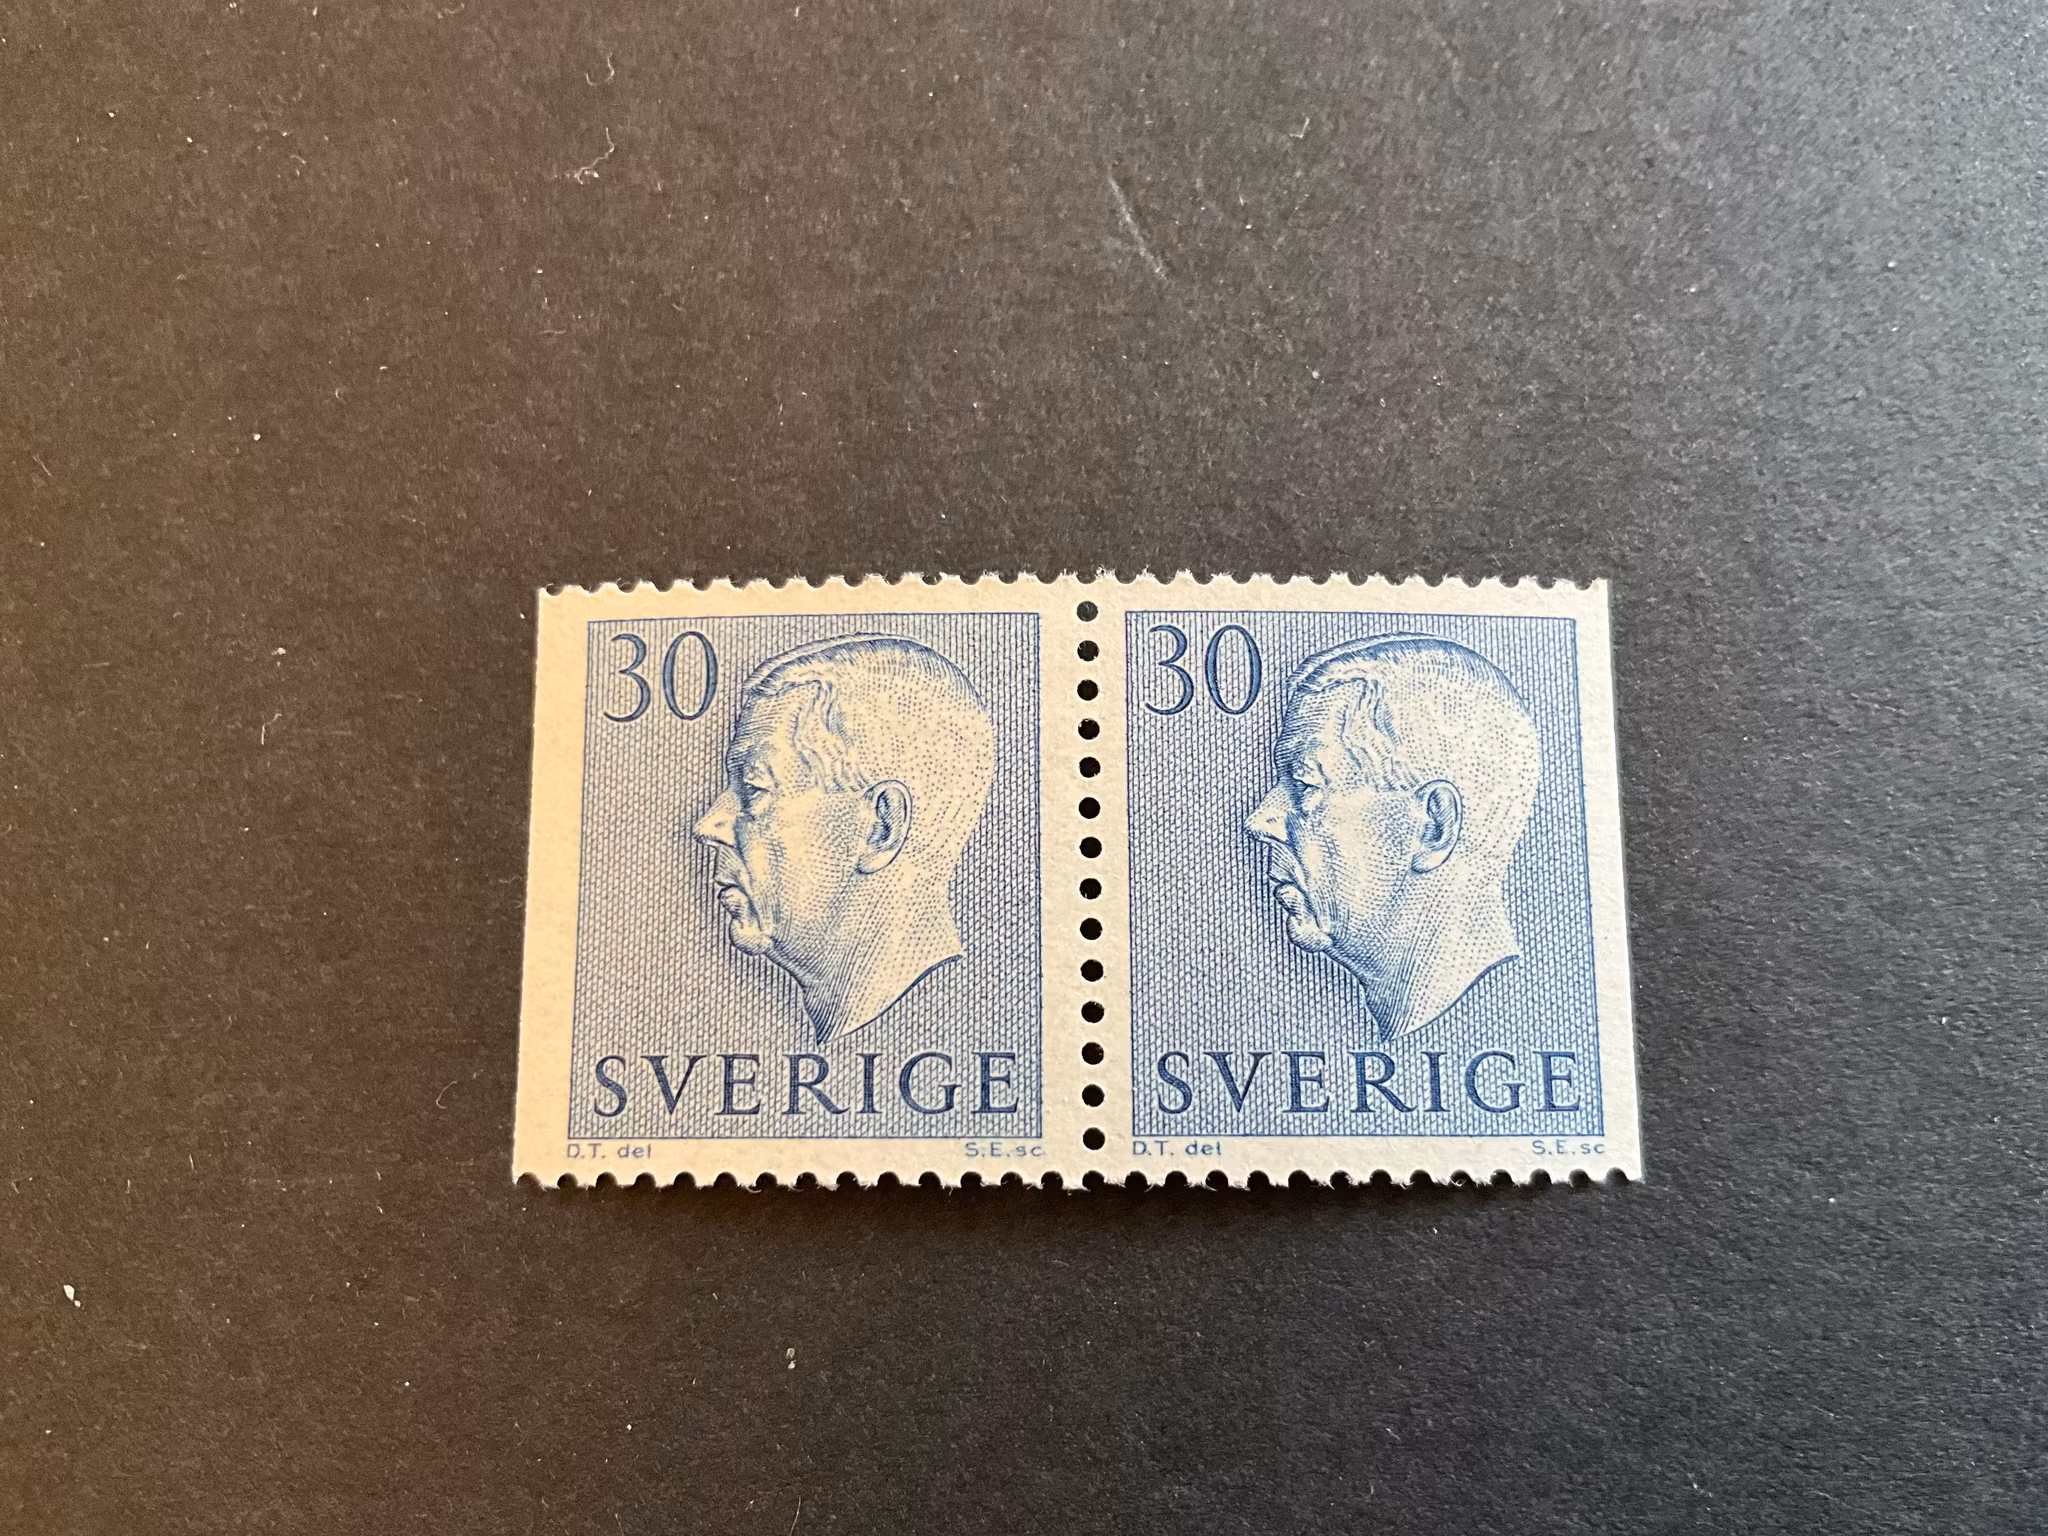 30
SVERIGE
D.T. del S.E.sc
30
SVERIGE
D.T. del S.E.sc